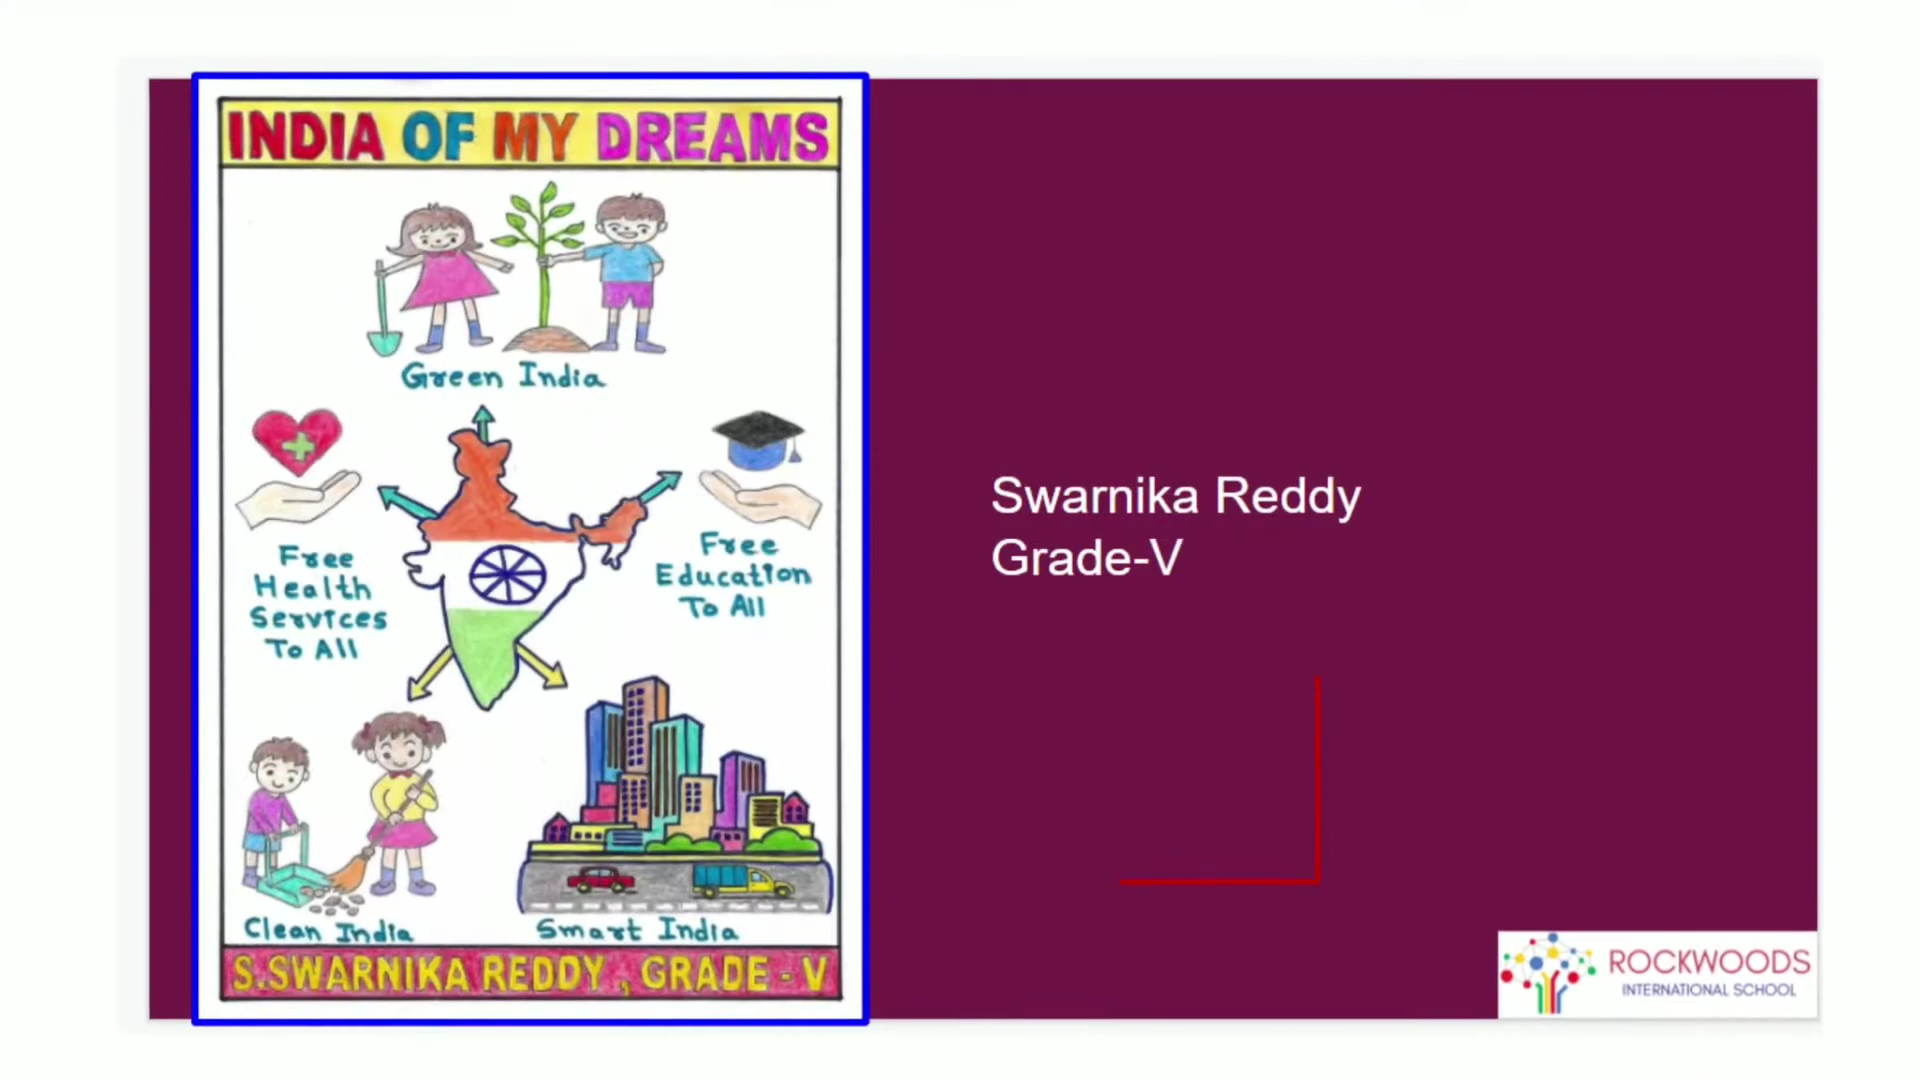 INDIA OF MY DREAMS
Green India
Free
Health
Services
To All
Free
Education
To All
Clean India
Smart India
S.SWARNIKA REDDY, GRADE - V
Swarnika Reddy
Grade-V
ROCKWOODS
INTERNATIONAL SCHOOL